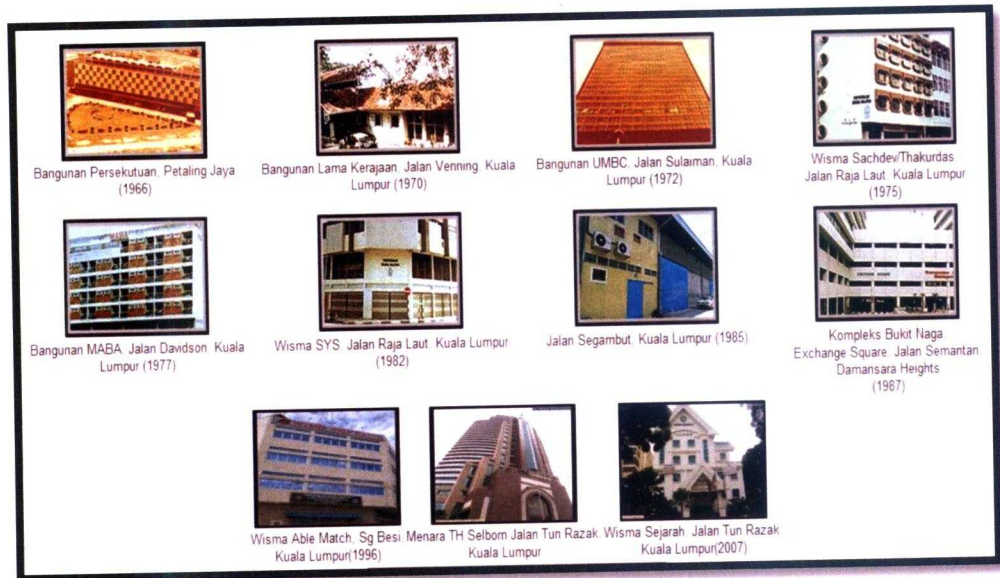 Bangunan Persekutuan, Petaling Jaya
(1966)
Bangunan Lama Kerajaan, Jalan Venning, Kuala
Lumpur (1970)
Bangunan UMBC, Jalan Sulaiman, Kuala
Lumpur (1972)
Wisma Sachdev/Thakurdas
Jalan Raja Laut, Kuala Lumpur
(1975)
Bangunan MABA, Jalan Davidson, Kuala
Lumpur (1977)
Wisma SYS, Jalan Raja Laut, Kuala Lumpur
(1982)
Jalan Segambut, Kuala Lumpur (1985)
Kompleks Bukit Naga,
Exchange Square, Jalan Semantan,
Damansara Heights
(1987)
Wisma Able Match, Sg Besi,
Kuala Lumpur(1996)
Menara TH Selborn Jalan Tun Razak,
Kuala Lumpur
Wisma Sejarah, Jalan Tun Razak,
Kuala Lumpur(2007)